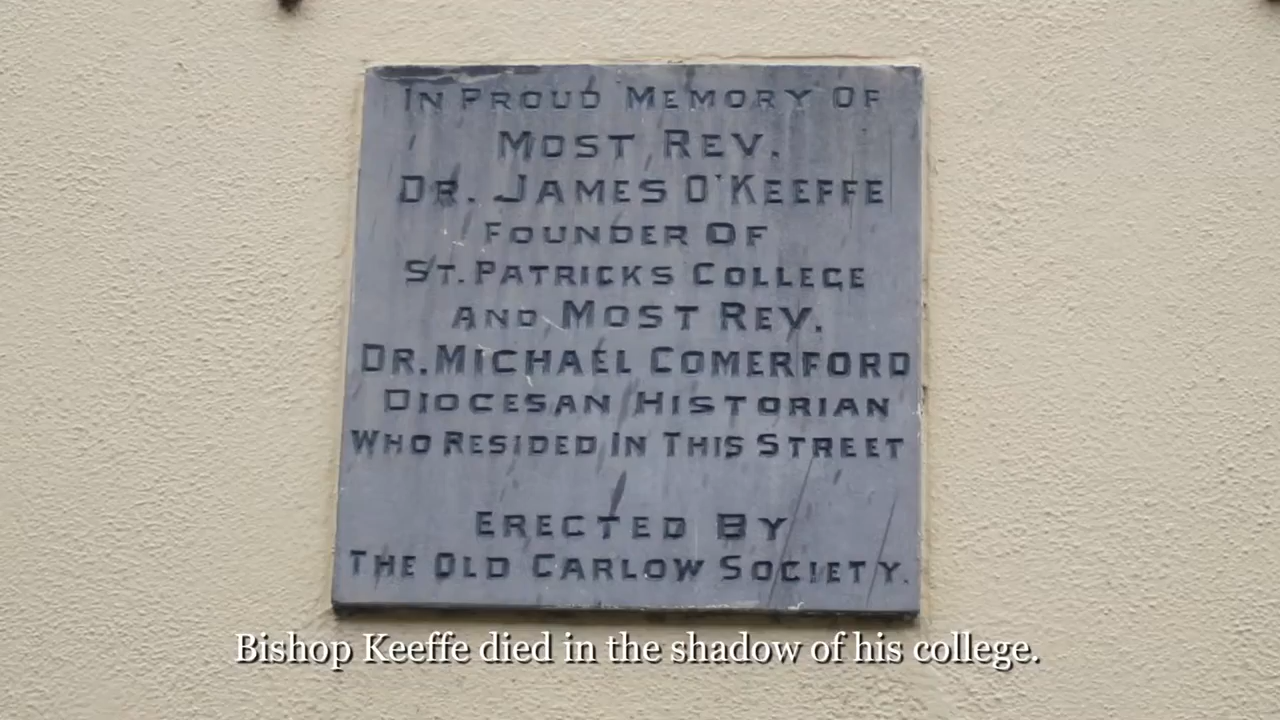 IN PROUD MEMORY OF
MOST REV.
DR. JAMES O'KEEFFE
FOUNDER OF
ST. PATRICKS COLLEGE
AND MOST REV.
DR. MICHAEL COMERFORD
DIOCESAN HISTORIAN
WHO RESIDED IN THIS STREET
ERECTED BY
THE OLD CARLOW SOCIETY.
Bishop Keeffe died in the shadow of his college.